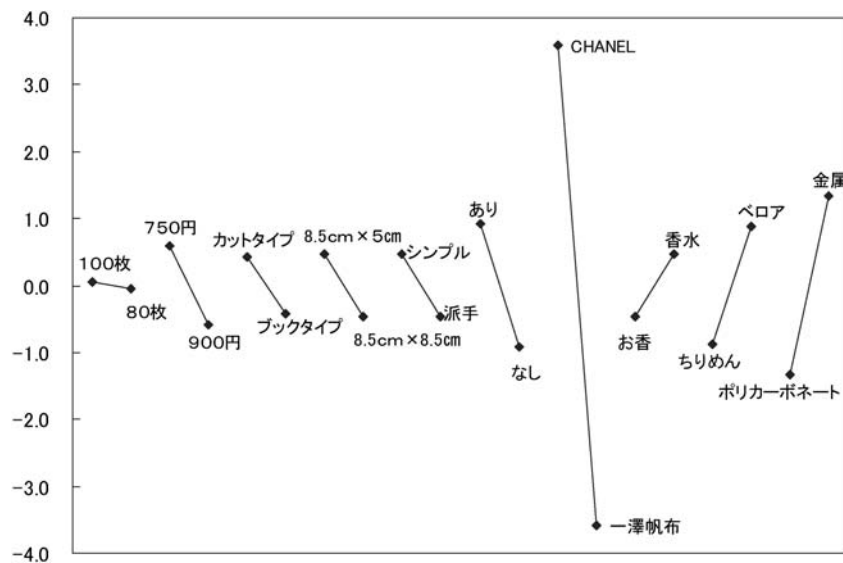 4.0
3.0
2.0
1.0
0.0
-1.0
-2.0
-3.0
-4.0
100枚
80枚
750円
900円
カットタイプ
ブックタイプ
8.5cm×5cm
8.5cm×8.5cm
シンプル
派手
あり
なし
CHANEL
一澤帆布
香水
お香
ベロア
ちりめん
金属
ポリカーボネート